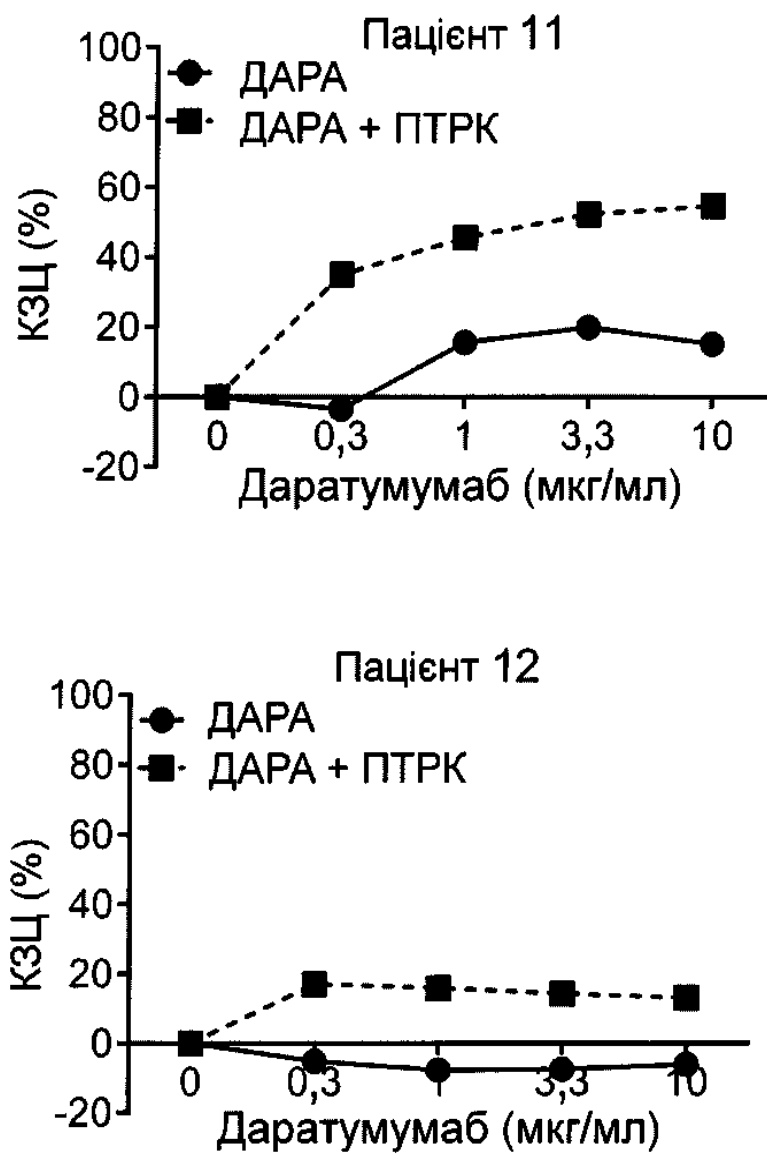 Пацієнт 11
100
ДАРА
80
ДАРА + ПТРК
60
40
20
0
-20
КЗЦ (%)
0 0,3 1 3,3 10
Даратумумаб (мкг/мл)
Пацієнт 12
100
ДАРА
80
ДАРА + ПТРК
60
40
20
0
-20
КЗЦ (%)
0 0,3 1 3,3 10
Даратумумаб (мкг/мл)